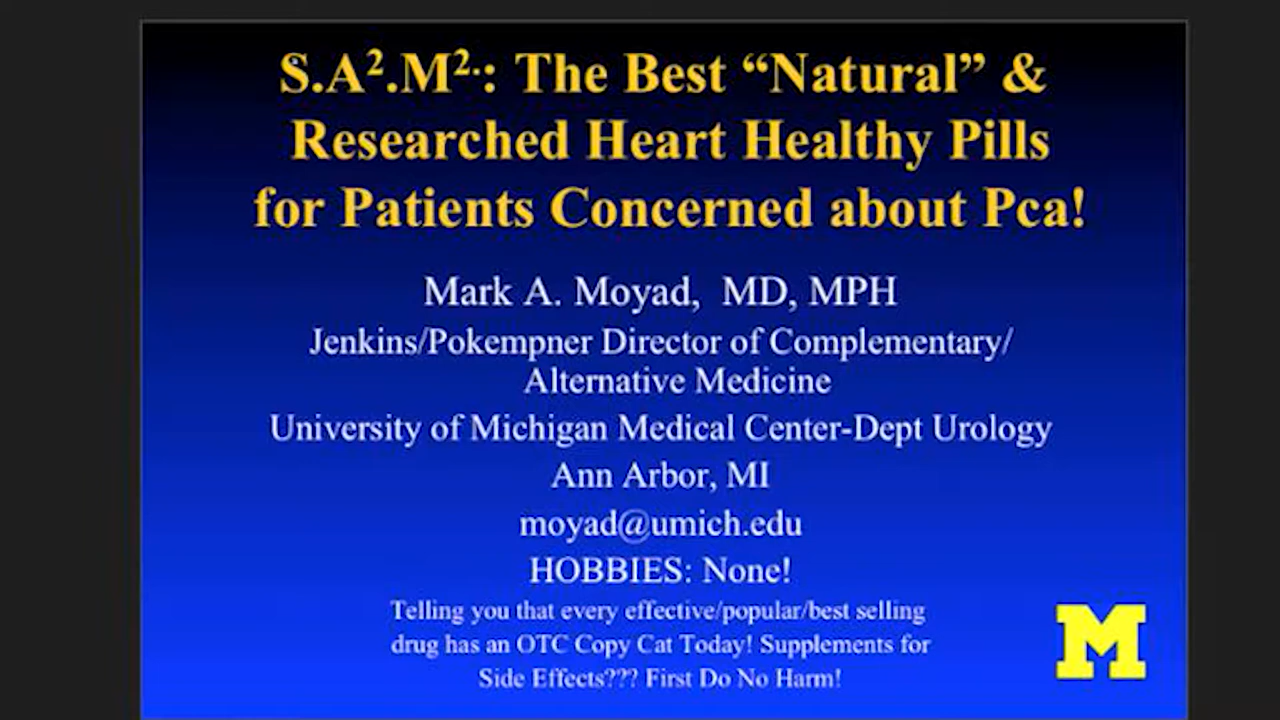 S.A².M²·: The Best “Natural” &
Researched Heart Healthy Pills
for Patients Concerned about Pca!
Mark A. Moyad, MD, MPH
Jenkins/Pokempner Director of Complementary/
Alternative Medicine
University of Michigan Medical Center-Dept Urology
Ann Arbor, MI
moyad@umich.edu
HOBBIES: None!
Telling you that every effective/popular/best selling
drug has an OTC Copy Cat Today! Supplements for
Side Effects??? First Do No Harm!
M